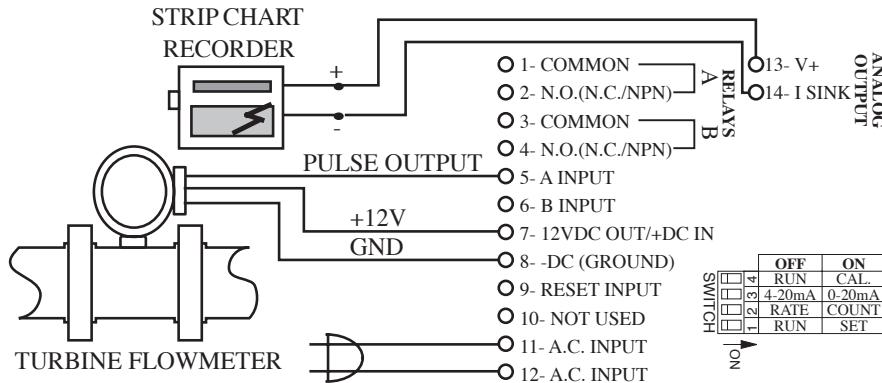 STRIP CHART
RECORDER
+
-
PULSE OUTPUT
+12V
GND
TURBINE FLOWMETER
1- COMMON
2- N.O.(N.C./NPN)
3- COMMON
4- N.O.(N.C./NPN)
5- A INPUT
6- B INPUT
7- 12VDC OUT/+DC IN
8- -DC (GROUND)
9- RESET INPUT
10- NOT USED
11- A.C. INPUT
12- A.C. INPUT
A
B
RELAYS
13- V+
14- I SINK
ANALOG
OUTPUT
SWITCH
OFF ON
4 RUN CAL.
3 4-20mA 0-20mA
2 RATE COUNT
1 RUN SET
ON